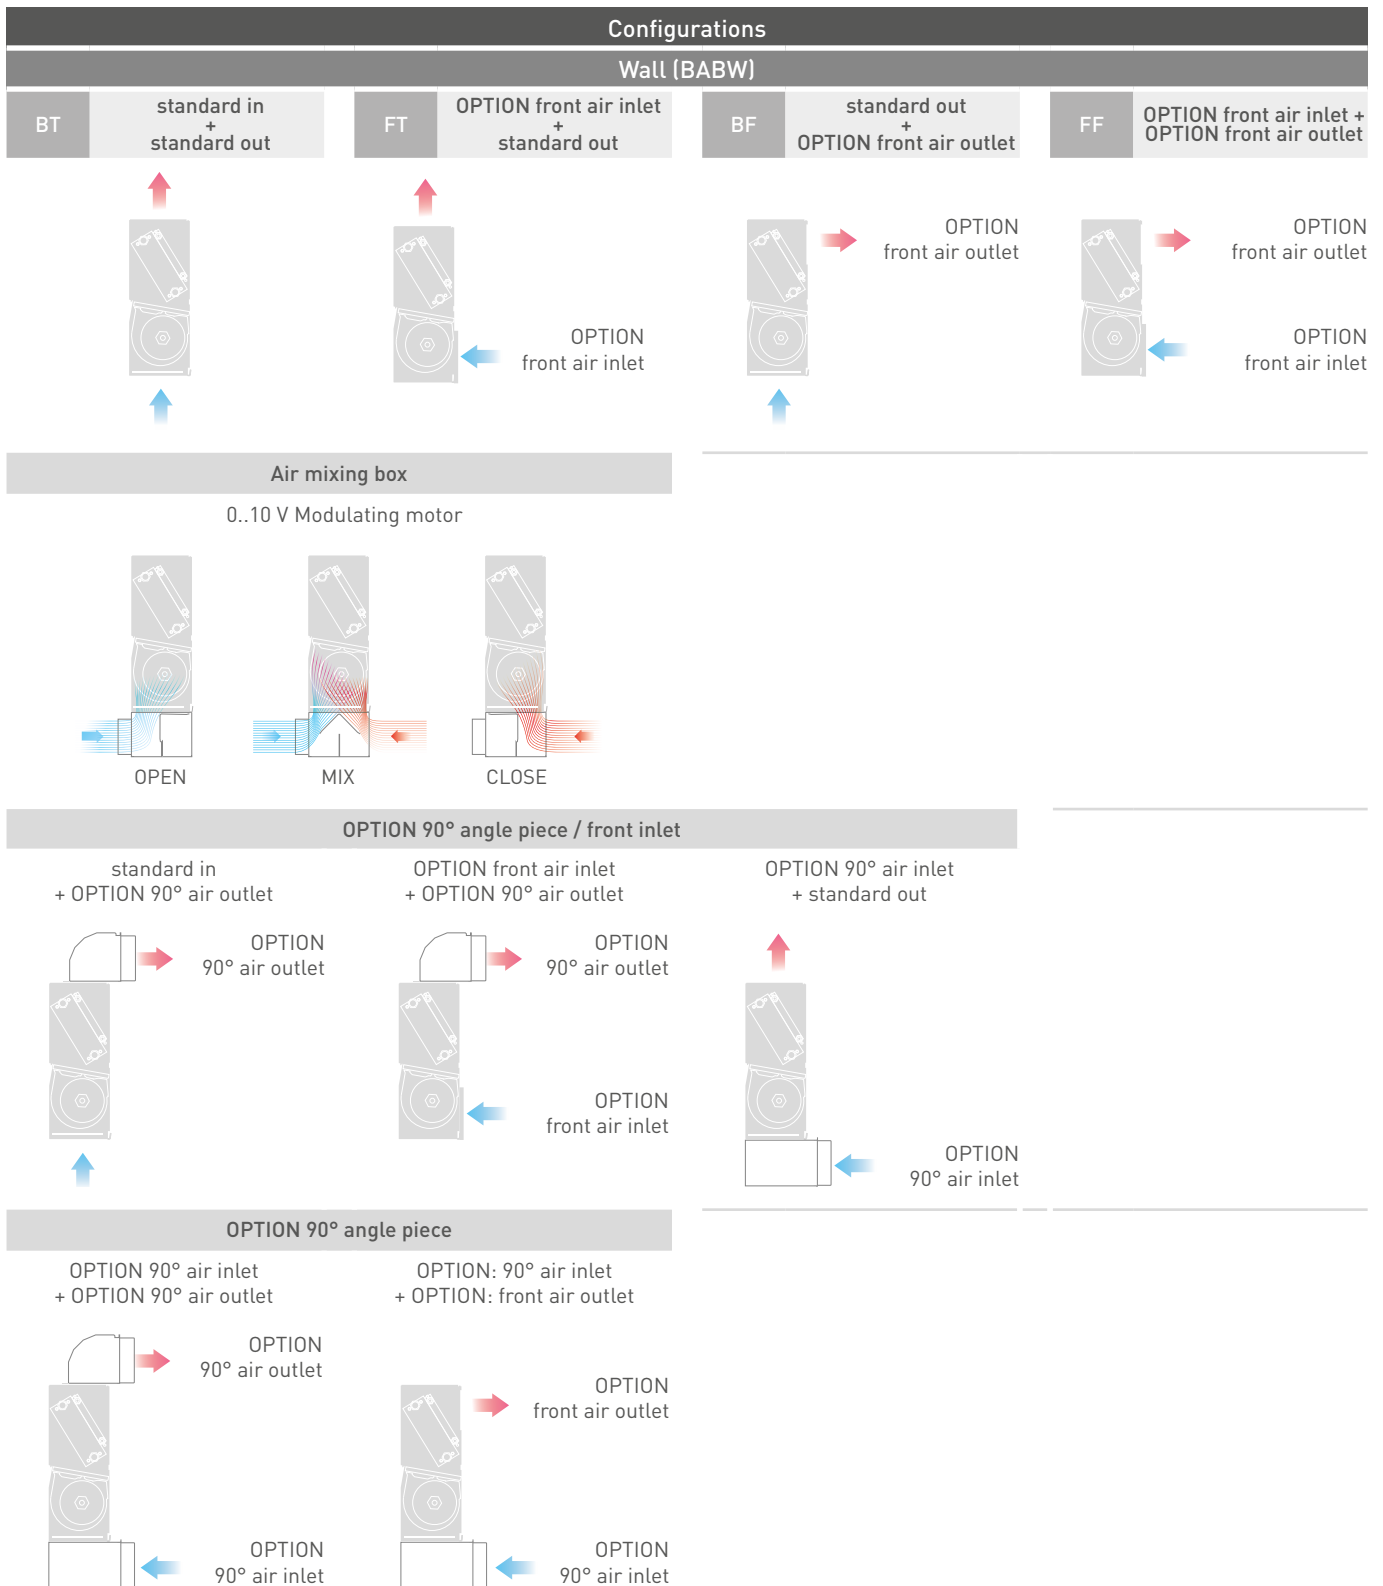 Configurations
Wall (BABW)
BT
standard in
+
standard out
FT
OPTION front air inlet
+
standard out
BF
standard out
+
OPTION front air outlet
FF
OPTION front air inlet +
OPTION front air outlet
OPTION
front air inlet
OPTION
front air outlet
OPTION
front air outlet
OPTION
front air inlet
Air mixing box
0..10 V Modulating motor
OPEN
MIX
CLOSE
OPTION 90° angle piece / front inlet
standard in
+ OPTION 90° air outlet
OPTION
90° air outlet
OPTION front air inlet
+ OPTION 90° air outlet
OPTION
90° air outlet
OPTION
front air inlet
OPTION 90° air inlet
+ standard out
OPTION
90° air inlet
OPTION 90° angle piece
OPTION 90° air inlet
+ OPTION 90° air outlet
OPTION
90° air outlet
OPTION
90° air inlet
OPTION: 90° air inlet
+ OPTION: front air outlet
OPTION
front air outlet
OPTION
90° air inlet